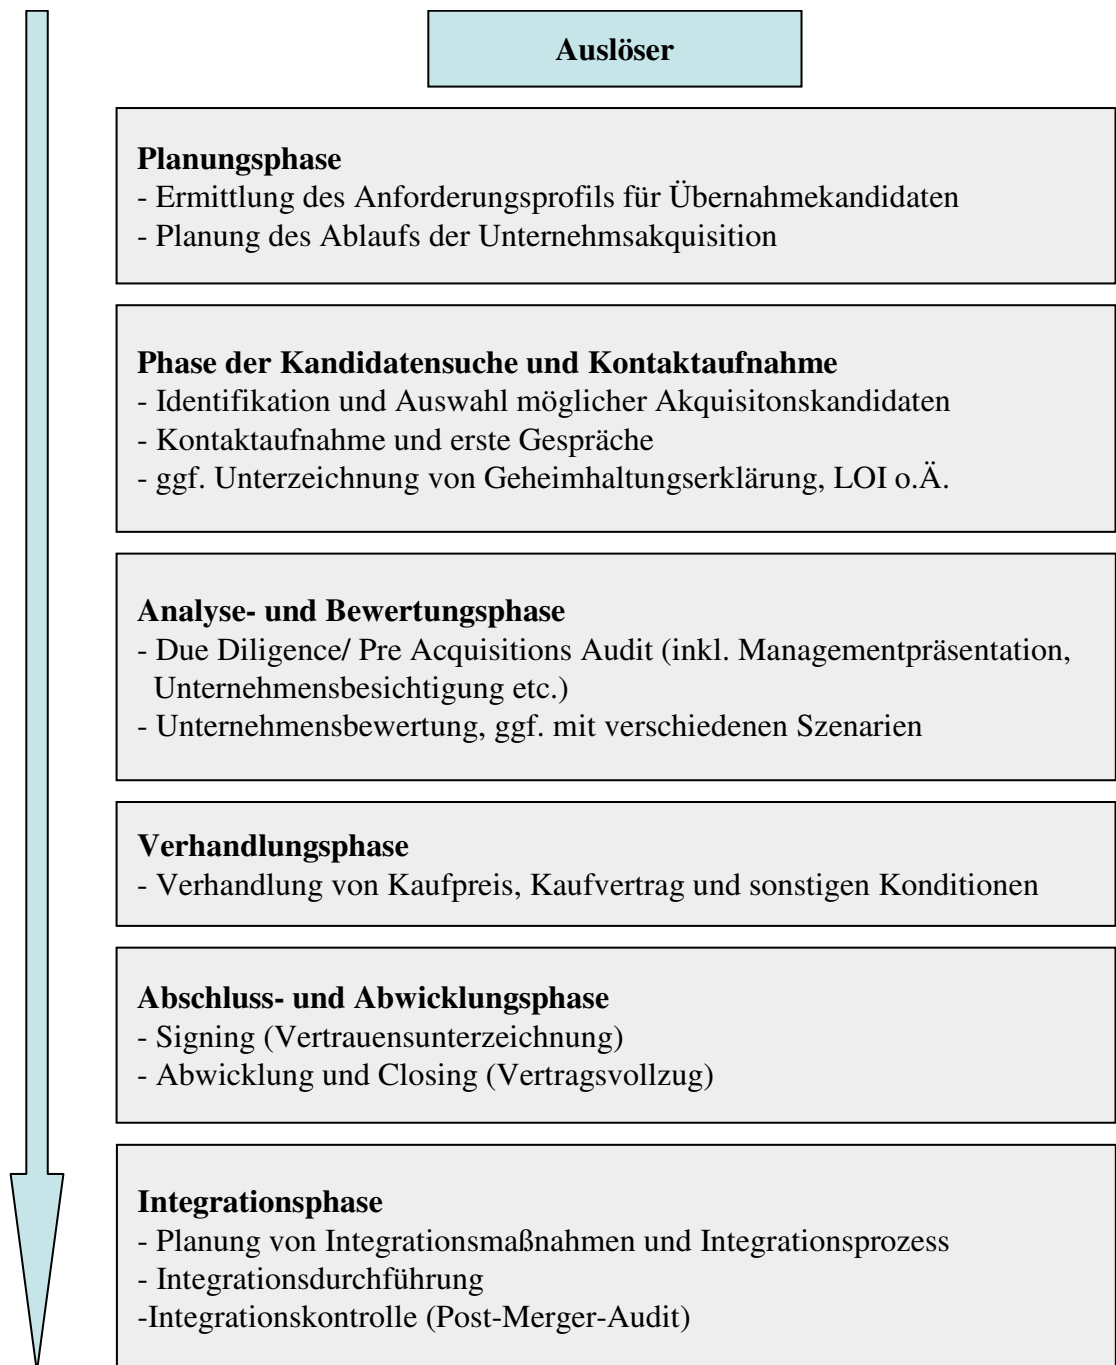 Auslöser
Planungsphase
- Ermittlung des Anforderungsprofils für Übernahmekandidaten
- Planung des Ablaufs der Unternehmsakquisition
Phase der Kandidatensuche und Kontaktaufnahme
- Identifikation und Auswahl möglicher Akquisitonskandidaten
- Kontaktaufnahme und erste Gespräche
- ggf. Unterzeichnung von Geheimhaltungserklärung, LOI o.Ä.
Analyse- und Bewertungsphase
- Due Diligence/ Pre Acquisitions Audit (inkl. Managementpräsentation,
Unternehmensbesichtigung etc.)
- Unternehmensbewertung, ggf. mit verschiedenen Szenarien
Verhandlungsphase
- Verhandlung von Kaufpreis, Kaufvertrag und sonstigen Konditionen
Abschluss- und Abwicklungsphase
- Signing (Vertrauensunterzeichnung)
- Abwicklung und Closing (Vertragsvollzug)
Integrationsphase
- Planung von Integrationsmaßnahmen und Integrationsprozess
- Integrationsdurchführung
-Integrationskontrolle (Post-Merger-Audit)